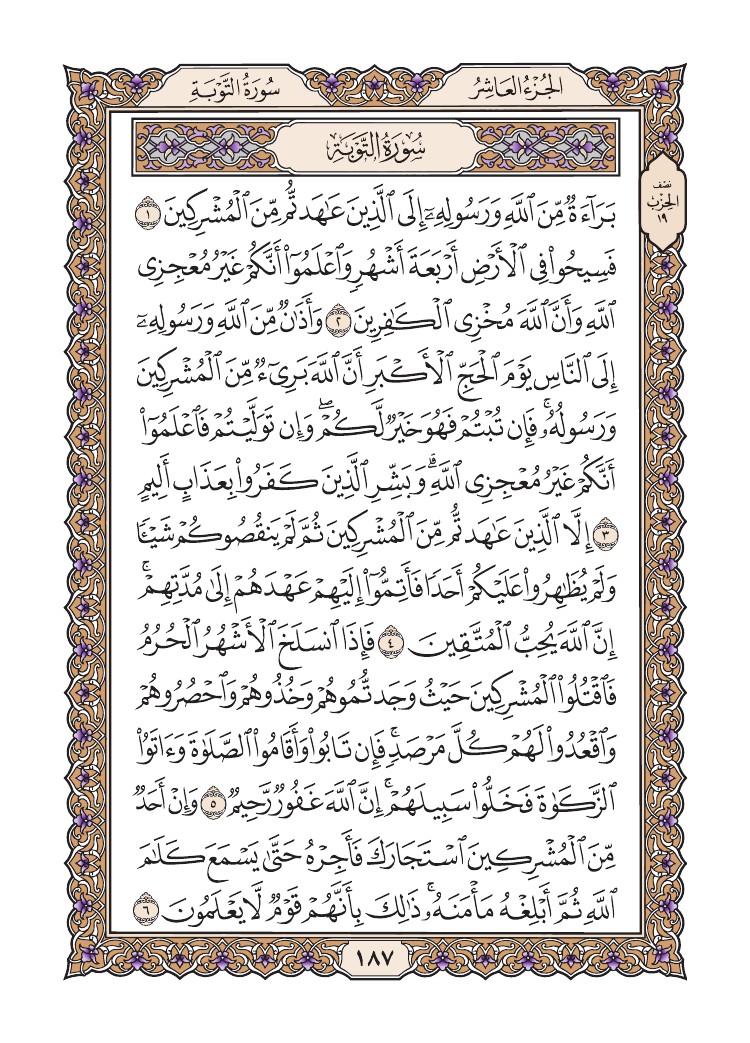 الجُزْءُ العَاشِرُ
سُورَةُ التَّوْبَةِ
سُورَةُ التَّوْبَةِ
نصف
الحزب
١٩
بَرَآءَةٌ مِّنَ ٱللَّهِ وَرَسُولِهِۦٓ إِلَى ٱلَّذِينَ عَٰهَدتُّم مِّنَ ٱلْمُشْرِكِينَ ١
فَسِيحُوا۟ فِى ٱلْأَرْضِ أَرْبَعَةَ أَشْهُرٍ وَٱعْلَمُوٓا۟ أَنَّكُمْ غَيْرُ مُعْجِزِى
ٱللَّهِ وَأَنَّ ٱللَّهَ مُخْزِى ٱلْكَٰفِرِينَ ٢ وَأَذَٰنٌ مِّنَ ٱللَّهِ وَرَسُولِهِۦٓ
إِلَى ٱلنَّاسِ يَوْمَ ٱلْحَجِّ ٱلْأَكْبَرِ أَنَّ ٱللَّهَ بَرِىٓءٌ مِّنَ ٱلْمُشْرِكِينَ
وَرَسُولُهُۥ ۚ فَإِن تُبْتُمْ فَهُوَ خَيْرٌ لَّكُمْ ۖ وَإِن تَوَلَّيْتُمْ فَٱعْلَمُوٓا۟
أَنَّكُمْ غَيْرُ مُعْجِزِى ٱللَّهِ ۗ وَبَشِّرِ ٱلَّذِينَ كَفَرُوا۟ بِعَذَابٍ أَلِيمٍ
٣ إِلَّا ٱلَّذِينَ عَٰهَدتُّم مِّنَ ٱلْمُشْرِكِينَ ثُمَّ لَمْ يَنقُصُوكُمْ شَيْـًٔا
وَلَمْ يُظَٰهِرُوا۟ عَلَيْكُمْ أَحَدًا فَأَتِمُّوٓا۟ إِلَيْهِمْ عَهْدَهُمْ إِلَىٰ مُدَّتِهِمْ ۚ
إِنَّ ٱللَّهَ يُحِبُّ ٱلْمُتَّقِينَ ٤ فَإِذَا ٱنسَلَخَ ٱلْأَشْهُرُ ٱلْحُرُمُ
فَٱقْتُلُوا۟ ٱلْمُشْرِكِينَ حَيْثُ وَجَدتُّمُوهُمْ وَخُذُوهُمْ وَٱحْصُرُوهُمْ
وَٱقْعُدُوا۟ لَهُمْ كُلَّ مَرْصَدٍ ۚ فَإِن تَابُوا۟ وَأَقَامُوا۟ ٱلصَّلَوٰةَ وَءَاتَوُا۟
ٱلزَّكَوٰةَ فَخَلُّوا۟ سَبِيلَهُمْ ۚ إِنَّ ٱللَّهَ غَفُورٌ رَّحِيمٌ ٥ وَإِنْ أَحَدٌ
مِّنَ ٱلْمُشْرِكِينَ ٱسْتَجَارَكَ فَأَجِرْهُ حَتَّىٰ يَسْمَعَ كَلَٰمَ
ٱللَّهِ ثُمَّ أَبْلِغْهُ مَأْمَنَهُۥ ۚ ذَٰلِكَ بِأَنَّهُمْ قَوْمٌ لَّا يَعْلَمُونَ ٦
١٨٧